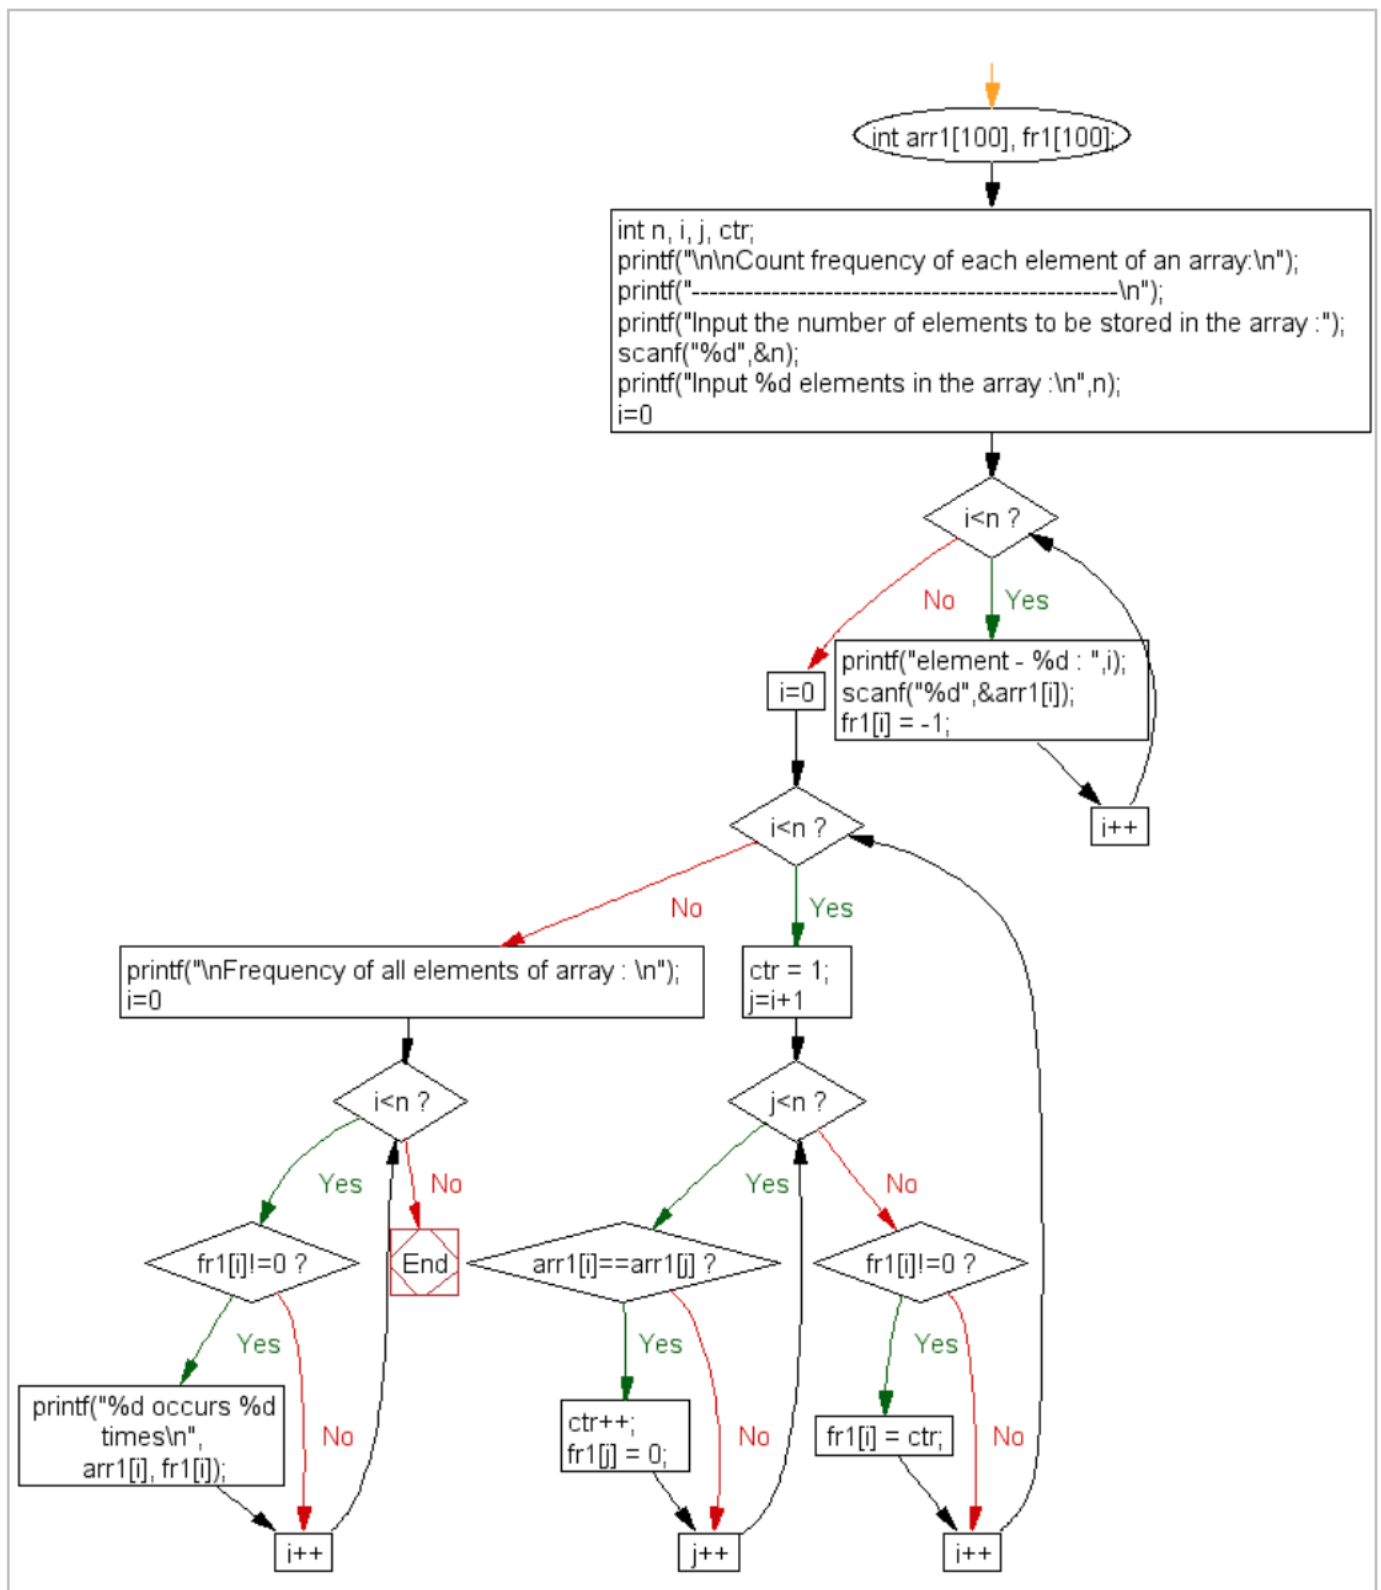 int arr1[100], fr1[100];
int n, i, j, ctr;
printf("\n\nCount frequency of each element of an array:\n");
printf("------------------------------------------------\n");
printf("Input the number of elements to be stored in the array :");
scanf("%d",&n);
printf("Input %d elements in the array :\n",n);
i=0
i<n ?
No
Yes
i=0
printf("element - %d : ",i);
scanf("%d",&arr1[i]);
fr1[i] = -1;
i++
i<n ?
No
Yes
printf("\nFrequency of all elements of array : \n");
i=0
ctr = 1;
j=i+1
i<n ?
j<n ?
Yes
No
Yes
No
fr1[i]!=0 ?
End
arr1[i]==arr1[j] ?
fr1[i]!=0 ?
Yes
Yes
Yes
printf("%d occurs %d
times\n",
arr1[i], fr1[i]);
No
ctr++;
fr1[j] = 0;
No
fr1[i] = ctr;
No
i++
j++
i++